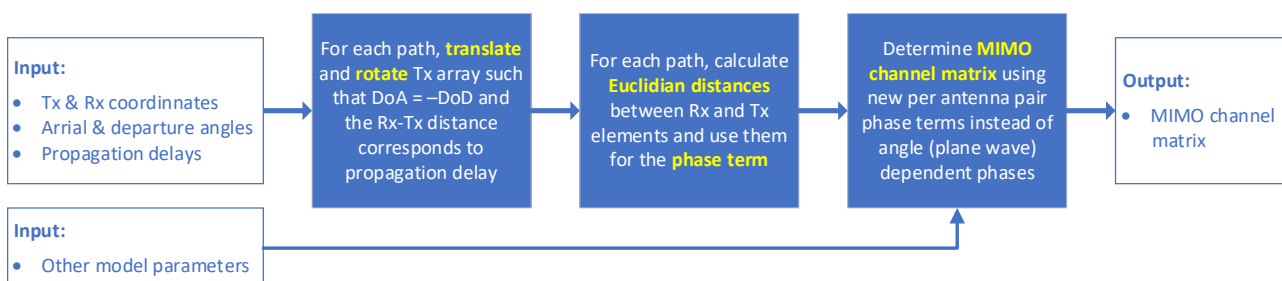 Input:
• Tx & Rx coordinnates
• Arrial & departure angles
• Propagation delays
For each path, translate
and rotate Tx array such
that DoA = –DoD and
the Rx-Tx distance
corresponds to
propagation delay
For each path, calculate
Euclidian distances
between Rx and Tx
elements and use them
for the phase term
Determine MIMO
channel matrix using
new per antenna pair
phase terms instead of
angle (plane wave)
dependent phases
Output:
• MIMO channel
matrix
Input:
• Other model parameters